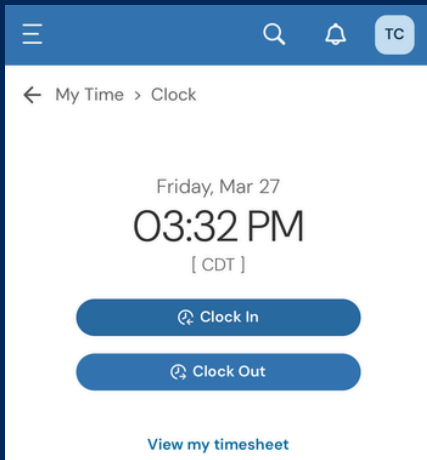 TC
My Time > Clock
Friday, Mar 27
03:32 PM
[ CDT ]
Clock In
Clock Out
View my timesheet